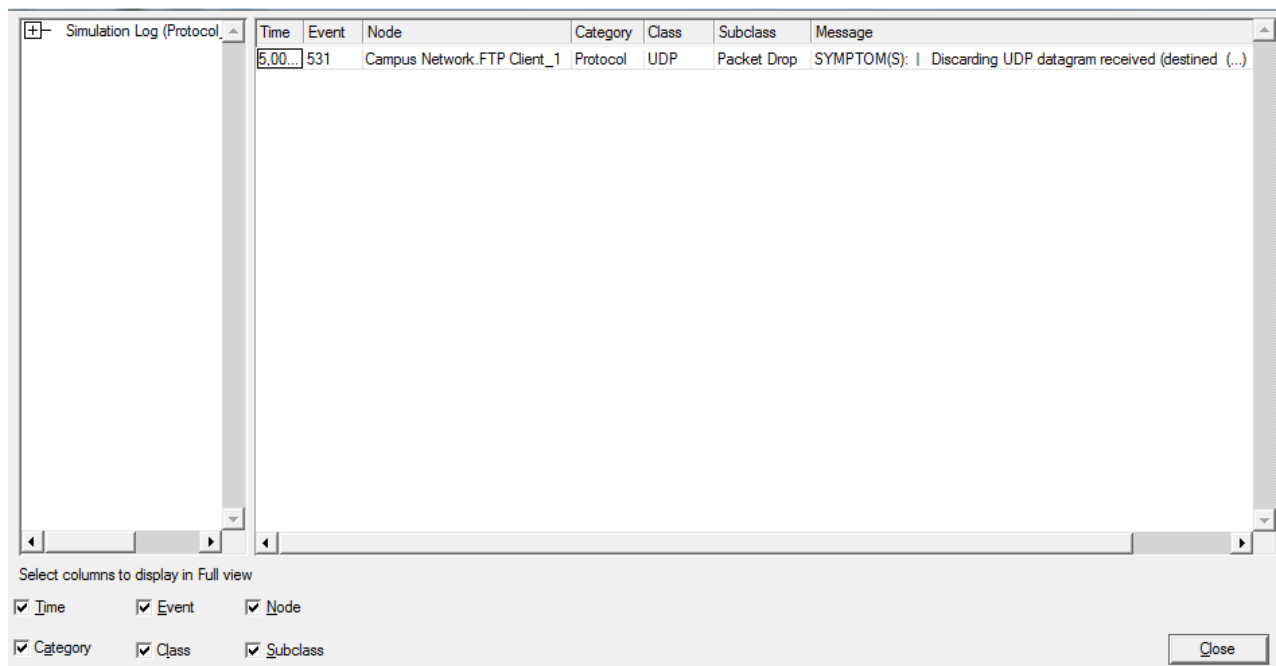 Simulation Log (Protocol_
Time Event Node Category Class Subclass Message
5,00... 531 Campus Network.FTP Client_1 Protocol UDP Packet Drop SYMPTOM(S): | Discarding UDP datagram received (destined (...)
Select columns to display in Full view
Time Event Node
Category Class Subclass
Close